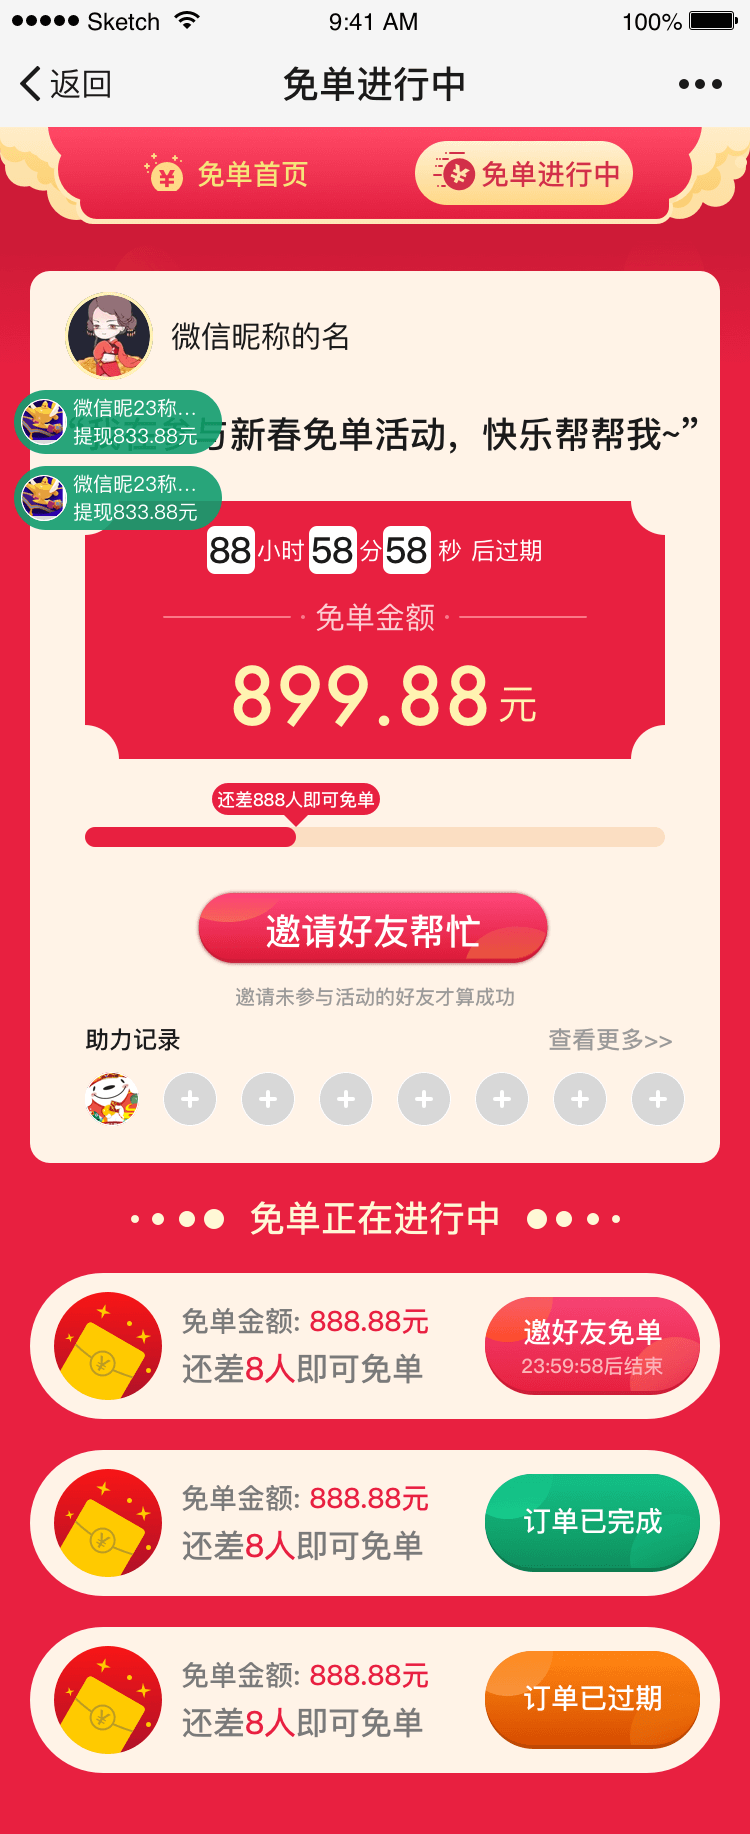 ●●●●● Sketch 9:41 AM 100%
返回 免单进行中 •••
免单首页 免单进行中
微信昵称的名
微信昵23称...
提现833.88元
与新春免单活动，快乐帮帮我~”
微信昵23称...
提现833.88元
88小时58分58秒 后过期
· 免单金额 ·
899.88元
还差888人即可免单
邀请好友帮忙
邀请未参与活动的好友才算成功
助力记录 查看更多>>
免单正在进行中
免单金额: 888.88元
还差8人即可免单
邀好友免单
23:59:58后结束
免单金额: 888.88元
还差8人即可免单
订单已完成
免单金额: 888.88元
还差8人即可免单
订单已过期